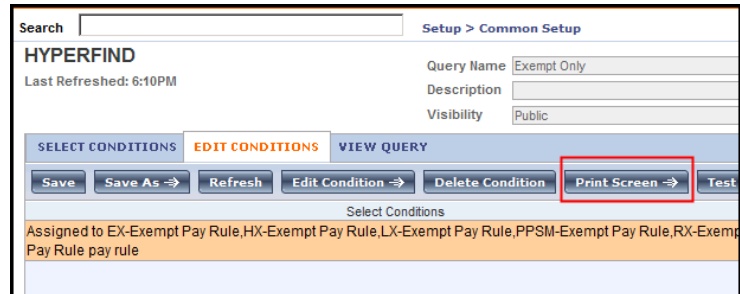 Search
Setup > Common Setup
HYPERFIND
Last Refreshed: 6:10PM
Query Name Exempt Only
Description
Visibility Public
SELECT CONDITIONS EDIT CONDITIONS VIEW QUERY
Save Save As Refresh Edit Condition Delete Condition Print Screen Test
Select Conditions
Assigned to EX-Exempt Pay Rule,HX-Exempt Pay Rule,LX-Exempt Pay Rule,PPSM-Exempt Pay Rule,RX-Exemp
Pay Rule pay rule